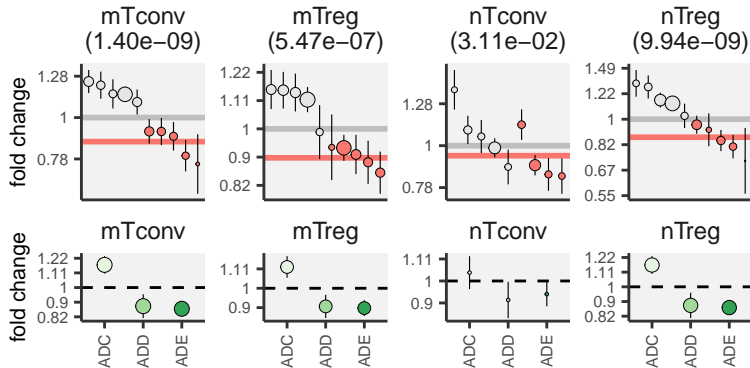 mTconv
(1.40e−09)
mTreg
(5.47e−07)
nTconv
(3.11e−02)
nTreg
(9.94e−09)
fold change
1.28
1
0.78
1.22
1.11
1
0.9
0.82
1.28
1
0.78
1.49
1.22
1
0.82
0.67
0.55
mTconv
mTreg
nTconv
nTreg
fold change
1.22
1.11
1
0.9
0.82
1.11
1
0.9
1.11
1
0.9
1.22
1.11
1
0.9
0.82
ADC
ADD
ADE
ADC
ADD
ADE
ADC
ADD
ADE
ADC
ADD
ADE